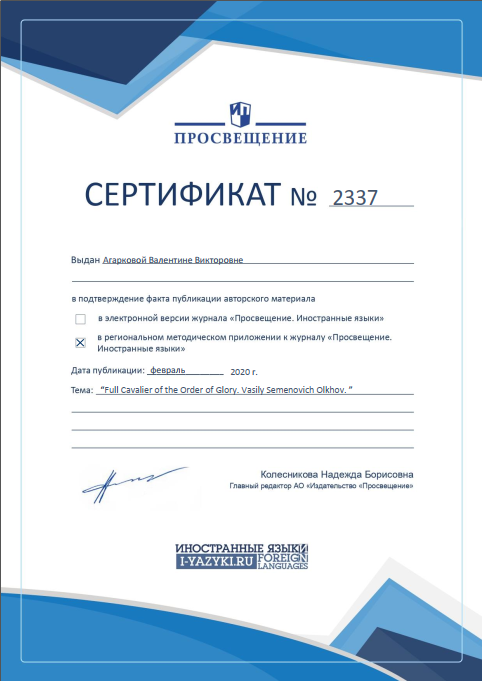 ПРОСВЕЩЕНИЕ
СЕРТИФИКАТ № 2337
Выдан Агарковой Валентине Викторовне
в подтверждение факта публикации авторского материала
в электронной версии журнала «Просвещение. Иностранные языки»
в региональном методическом приложении к журналу «Просвещение.
Иностранные языки»
Дата публикации: февраль 2020 г.
Тема: “Full Cavalier of the Order of Glory. Vasily Semenovich Olkhov. ”
Колесникова Надежда Борисовна
Главный редактор АО «Издательство «Просвещение»
ИНОСТРАННЫЕ ЯЗЫКИ
I-YAZYKI.RU FOREIGN
LANGUAGES